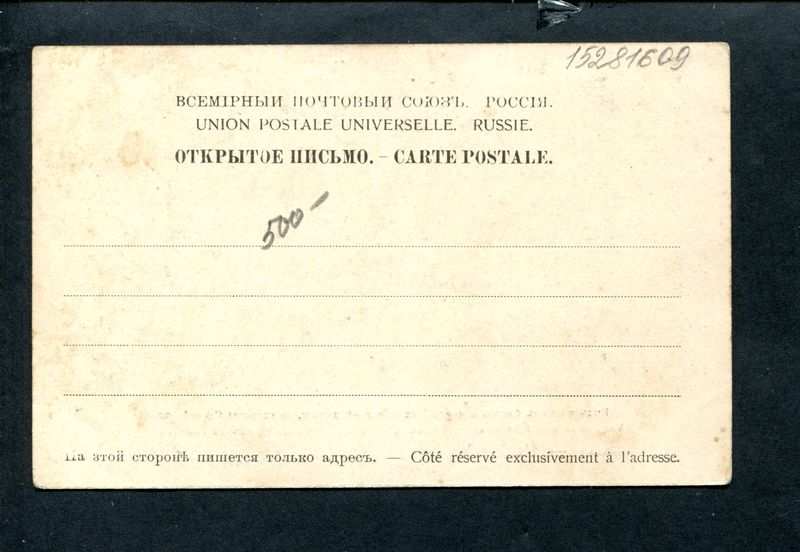 15281609
ВСЕМІРНЫЙ ПОЧТОВЫЙ СОЮЗЪ. РОССІЯ.
UNION POSTALE UNIVERSELLE. RUSSIE.
ОТКРЫТОЕ ПИСЬМО. – CARTE POSTALE.
500-
На этой сторонѣ пишется только адресъ. — Côté réservé exclusivement à l'adresse.